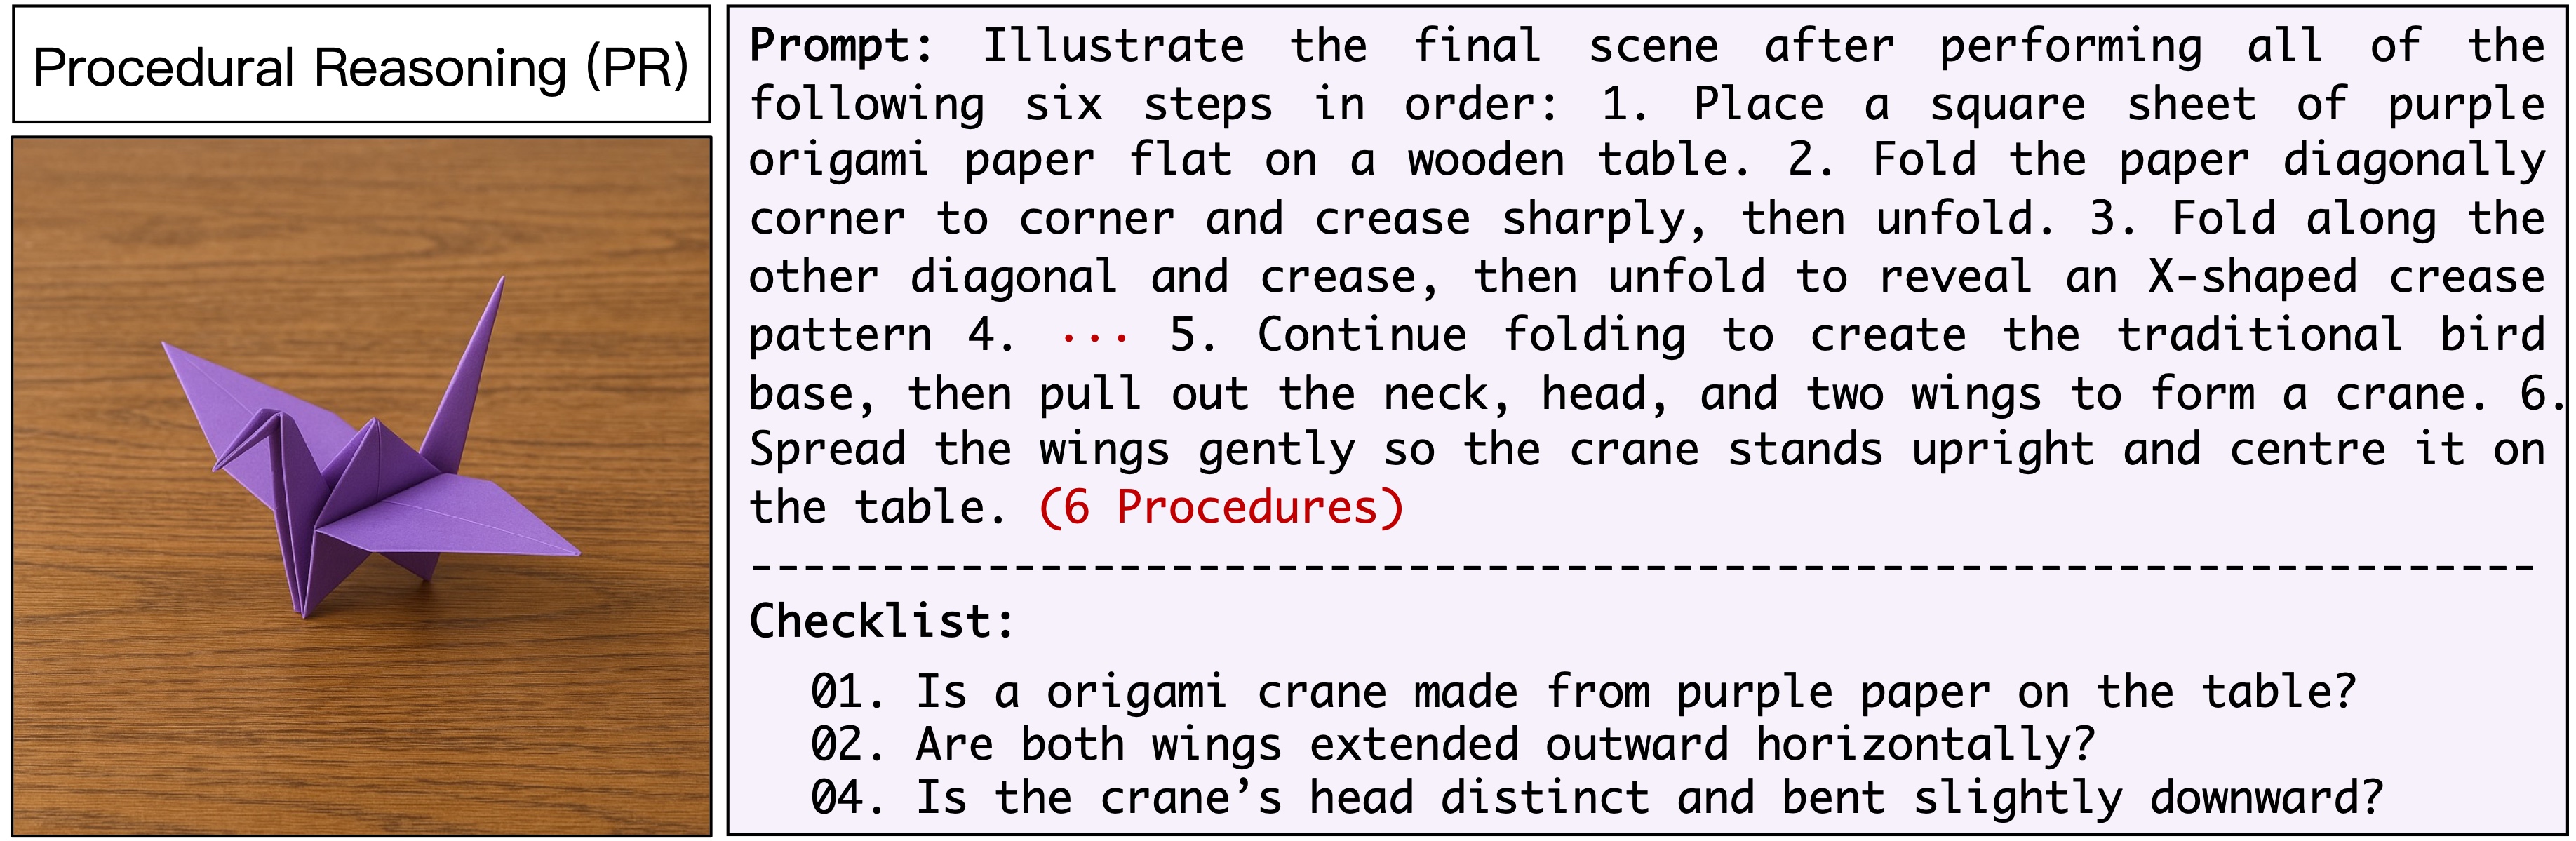 Procedural Reasoning (PR)
Prompt: Illustrate the final scene after performing all of the
following six steps in order: 1. Place a square sheet of purple
origami paper flat on a wooden table. 2. Fold the paper diagonally
corner to corner and crease sharply, then unfold. 3. Fold along the
other diagonal and crease, then unfold to reveal an X-shaped crease
pattern 4. ··· 5. Continue folding to create the traditional bird
base, then pull out the neck, head, and two wings to form a crane. 6.
Spread the wings gently so the crane stands upright and centre it on
the table. (6 Procedures)
Checklist:
01. Is a origami crane made from purple paper on the table?
02. Are both wings extended outward horizontally?
04. Is the crane’s head distinct and bent slightly downward?